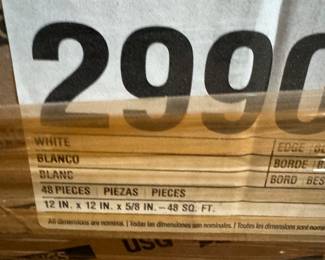 2990
WHITE
EDGE
BLANCO
BORDE
BLANC
BORD
48 PIECES | PIEZAS | PIECES
12 IN. x 12 IN. x 5/8 IN. – 48 SQ. FT.
All dimensions are nominal. | Todas las dimensiones son nominales. | Toutes les dimensions sont nominales
USG